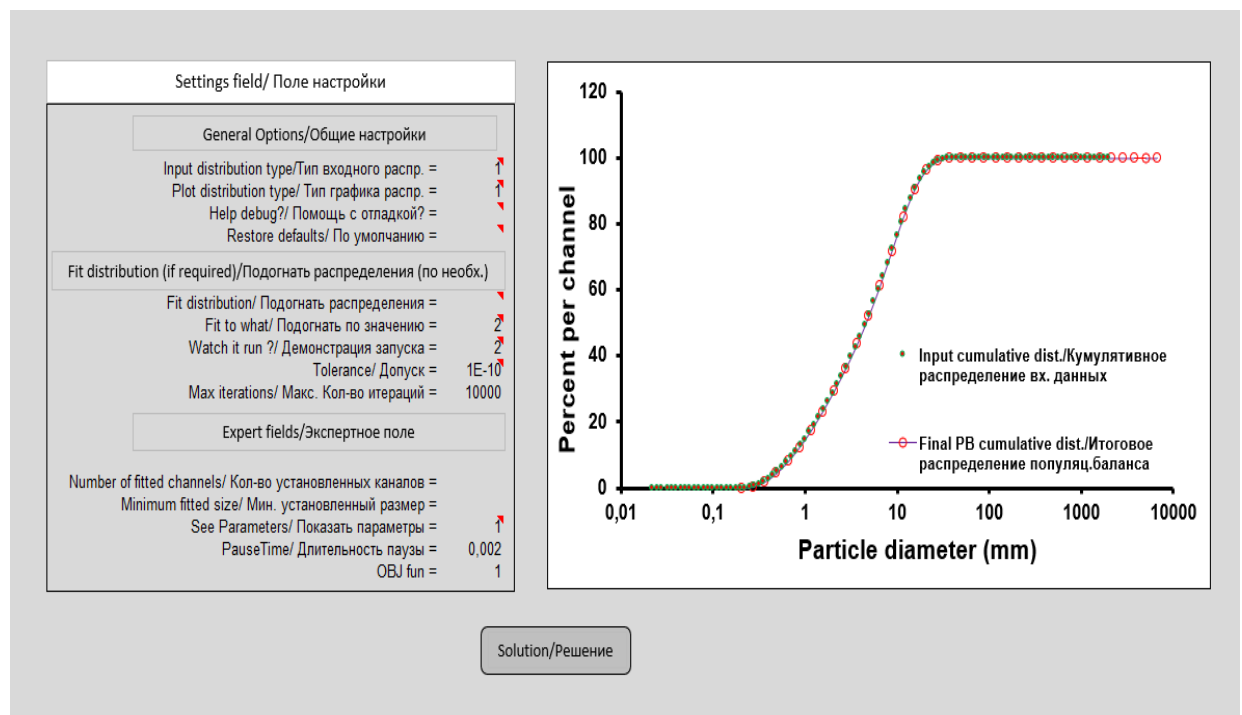 Settings field/ Поле настройки
General Options/Общие настройки
Input distribution type/Тип входного распр. = 1
Plot distribution type/ Тип графика распр. = 1
Help debug?/ Помощь с отладкой? =
Restore defaults/ По умолчанию =
Fit distribution (if required)/Подогнать распределения (по необх.)
Fit distribution/ Подогнать распределения =
Fit to what/ Подогнать по значению = 2
Watch it run ?/ Демонстрация запуска = 2
Tolerance/ Допуск = 1E-10
Max iterations/ Макс. Кол-во итераций = 10000
Expert fields/Экспертное поле
Number of fitted channels/ Кол-во установленных каналов =
Minimum fitted size/ Мин. установленный размер =
See Parameters/ Показать параметры = 1
PauseTime/ Длительность паузы = 0,002
OBJ fun = 1
Percent per channel
120
100
80
60
40
20
0
0,01 0,1 1 10 100 1000 10000
Particle diameter (mm)
Input cumulative dist./Кумулятивное
распределение вх. данных
Final PB cumulative dist./Итоговое
распределение популяц.баланса
Solution/Решение